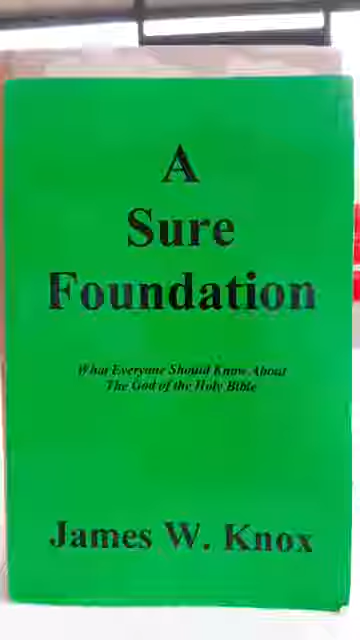 A
Sure
Foundation
What Everyone Should Know About
The God of the Holy Bible
James W. Knox